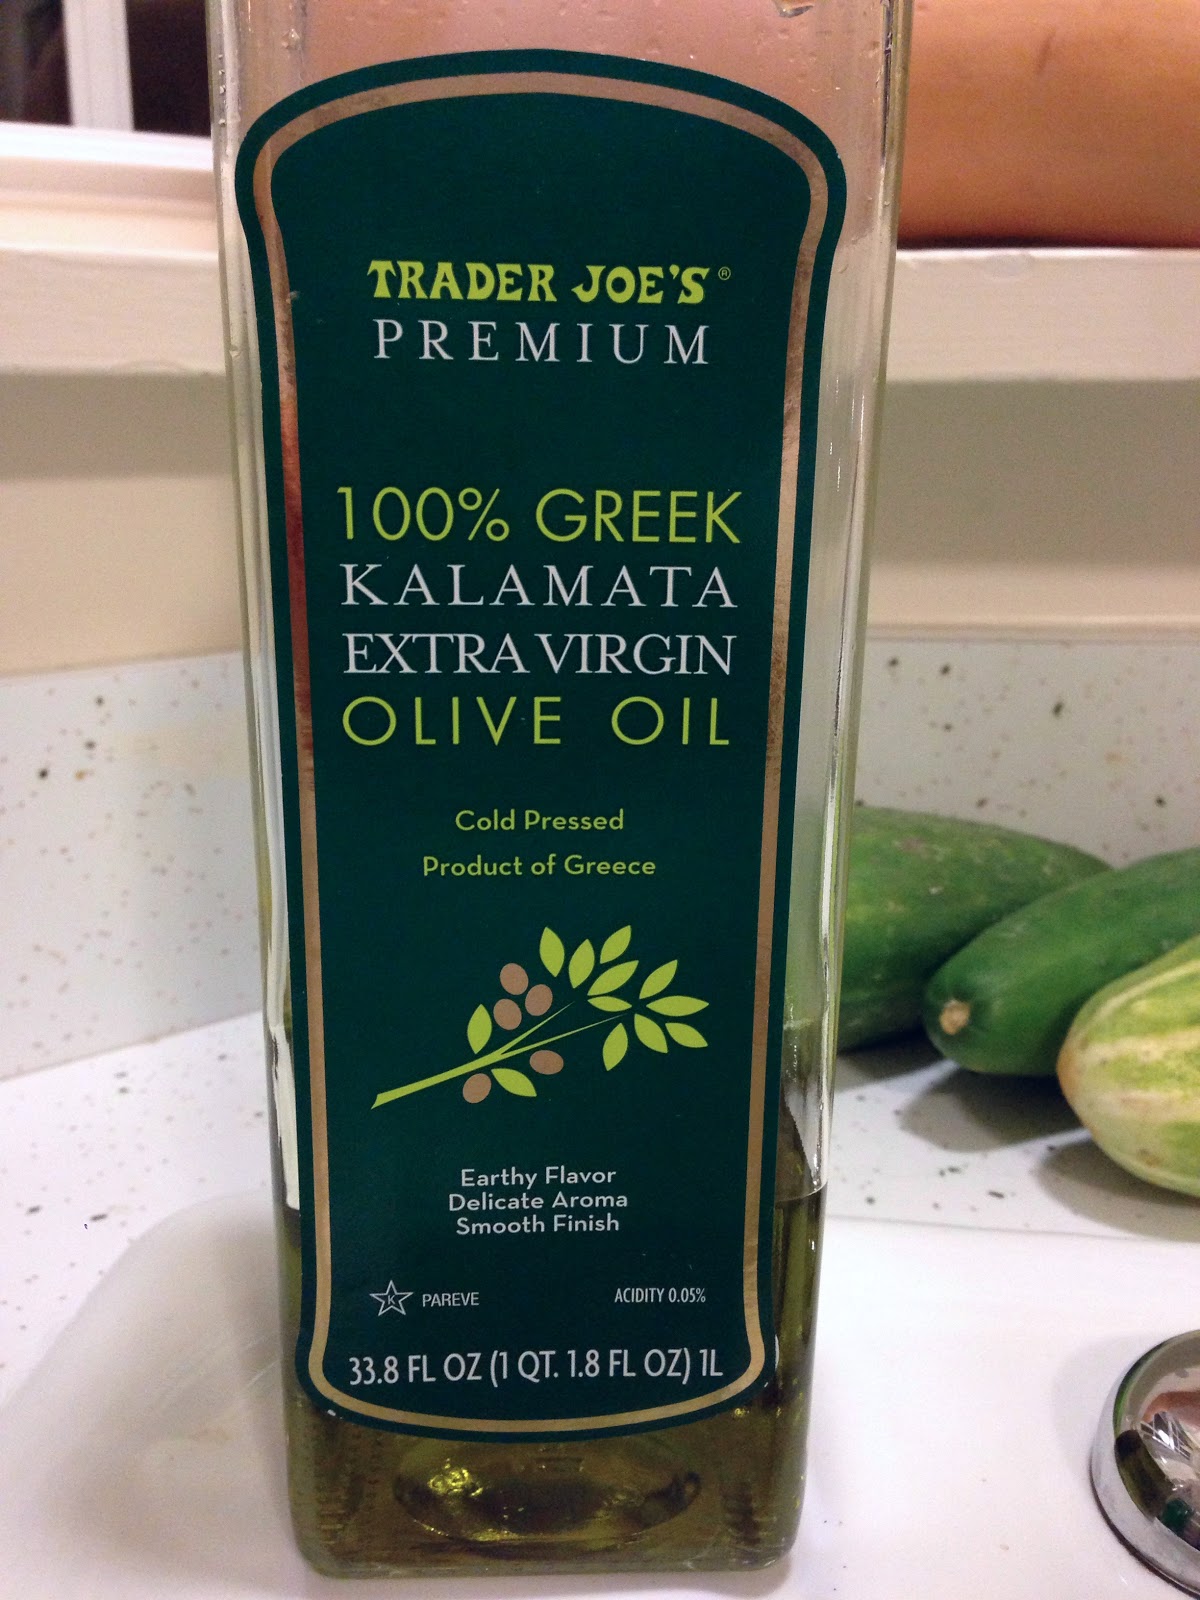 TRADER JOE'S®
PREMIUM
100% GREEK
KALAMATA
EXTRA VIRGIN
OLIVE OIL
Cold Pressed
Product of Greece
Earthy Flavor
Delicate Aroma
Smooth Finish
K PAREVE ACIDITY 0.05%
33.8 FL OZ (1 QT. 1.8 FL OZ) 1L